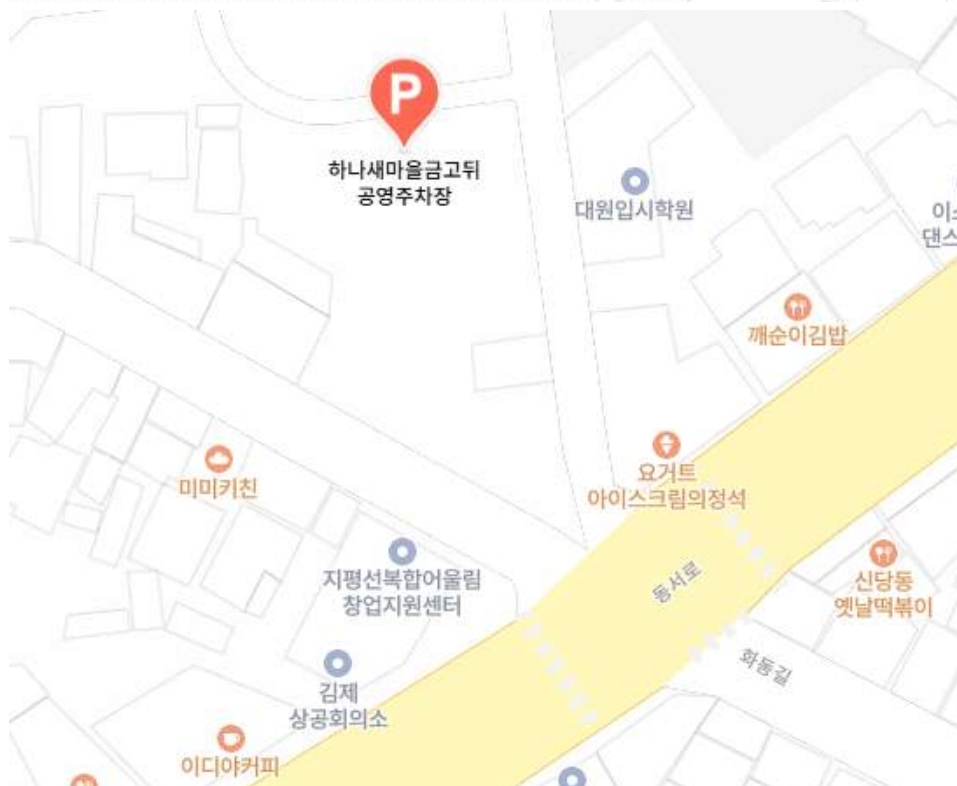 P
하나새마을금고뒤
공영주차장
대원입시학원
댄스
깨순이김밥
요거트
아이스크림의정석
미미키친
지평선복합어울림
창업지원센터
동서로
신당동
옛날떡볶이
화동길
김제
상공회의소
이디야커피